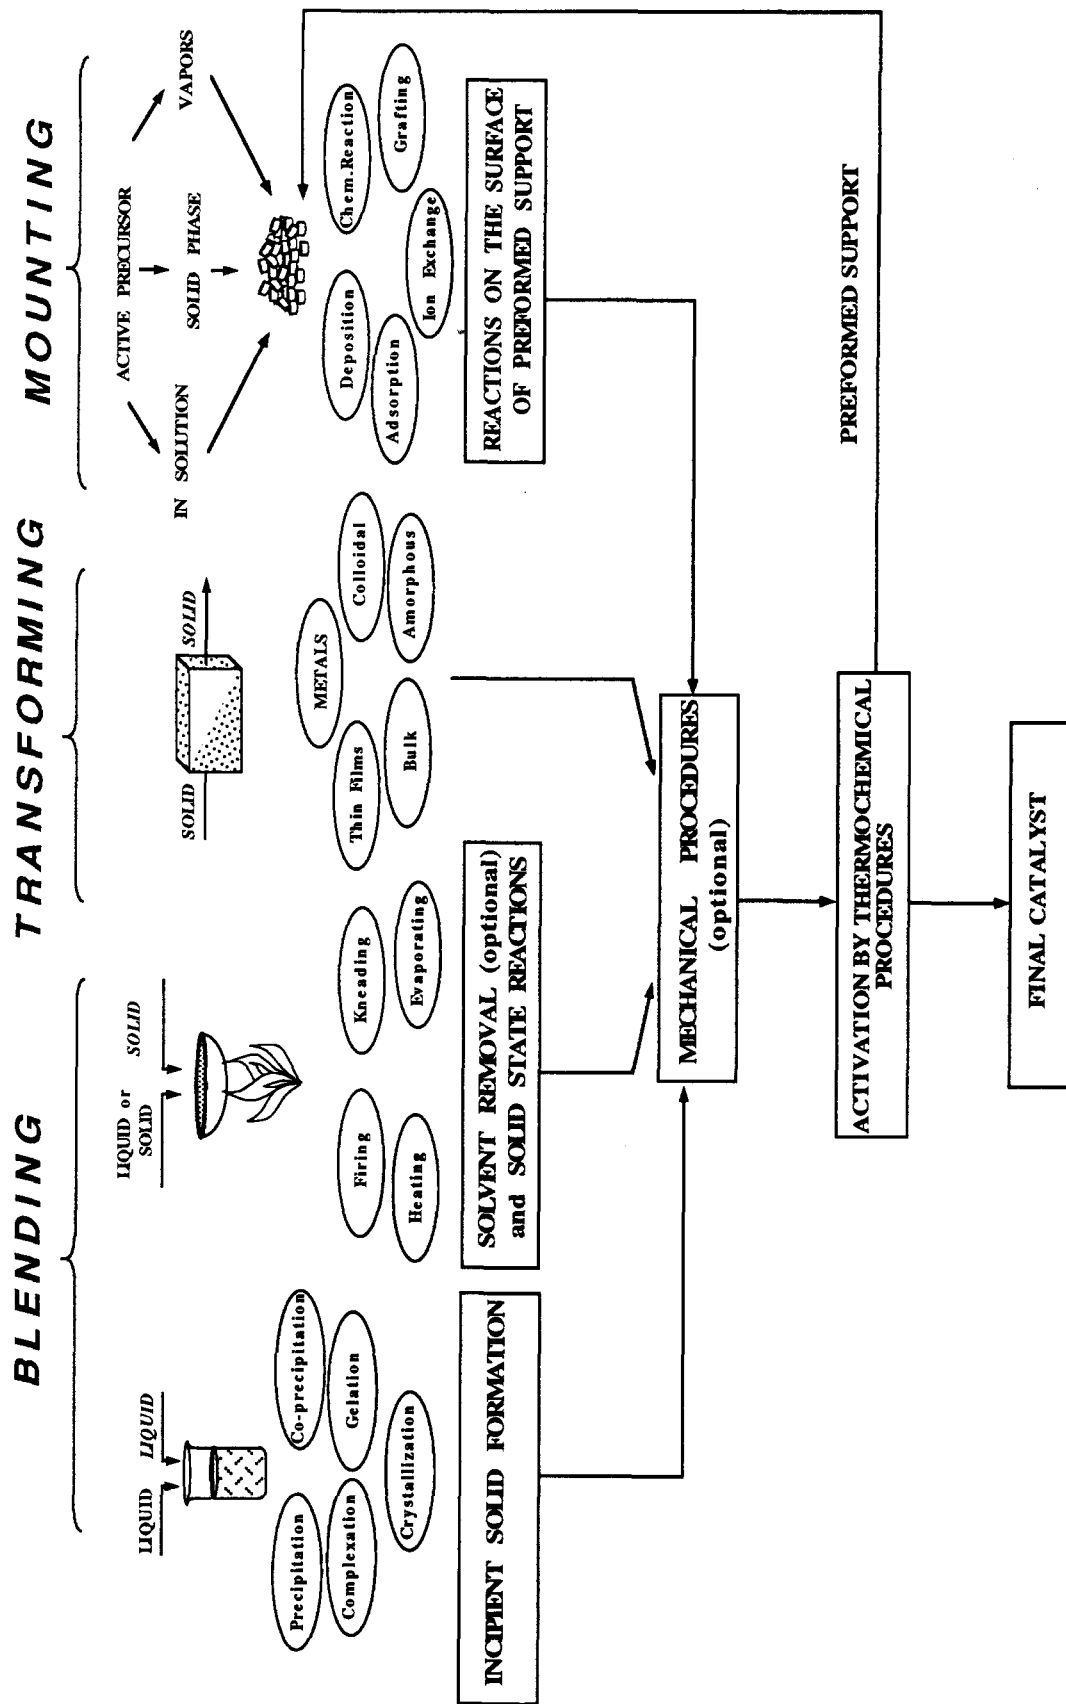 BLENDING
TRANSFORMING
MOUNTING
LIQUID
LIQUID
LIQUID or
SOLID
SOLID
SOLID
SOLID
ACTIVE PRECURSOR
IN SOLUTION
SOLID PHASE
VAPORS
Precipitation
Co-precipitation
Complexation
Gelation
Crystallization
Firing
Kneading
Heating
Evaporating
METALS
Thin Films
Colloidal
Bulk
Amorphous
Deposition
Chem.Reaction
Adsorption
Ion Exchange
Grafting
INCIPIENT SOLID FORMATION
SOLVENT REMOVAL (optional)
and SOLID STATE REACTIONS
REACTIONS ON THE SURFACE
OF PREFORMED SUPPORT
MECHANICAL PROCEDURES
(optional)
ACTIVATION BY THERMOCHEMICAL
PROCEDURES
PREFORMED SUPPORT
FINAL CATALYST